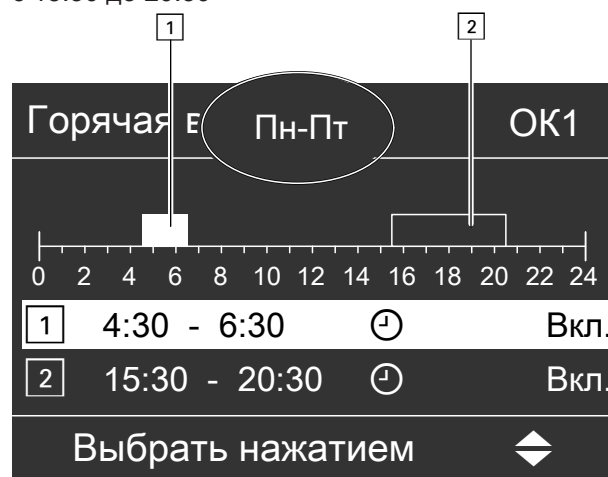 1 2
Горячая в Пн-Пт ОК1
0 2 4 6 8 10 12 14 16 18 20 22 24
1 4:30 - 6:30 Вкл.
2 15:30 - 20:30 Вкл.
Выбрать нажатием